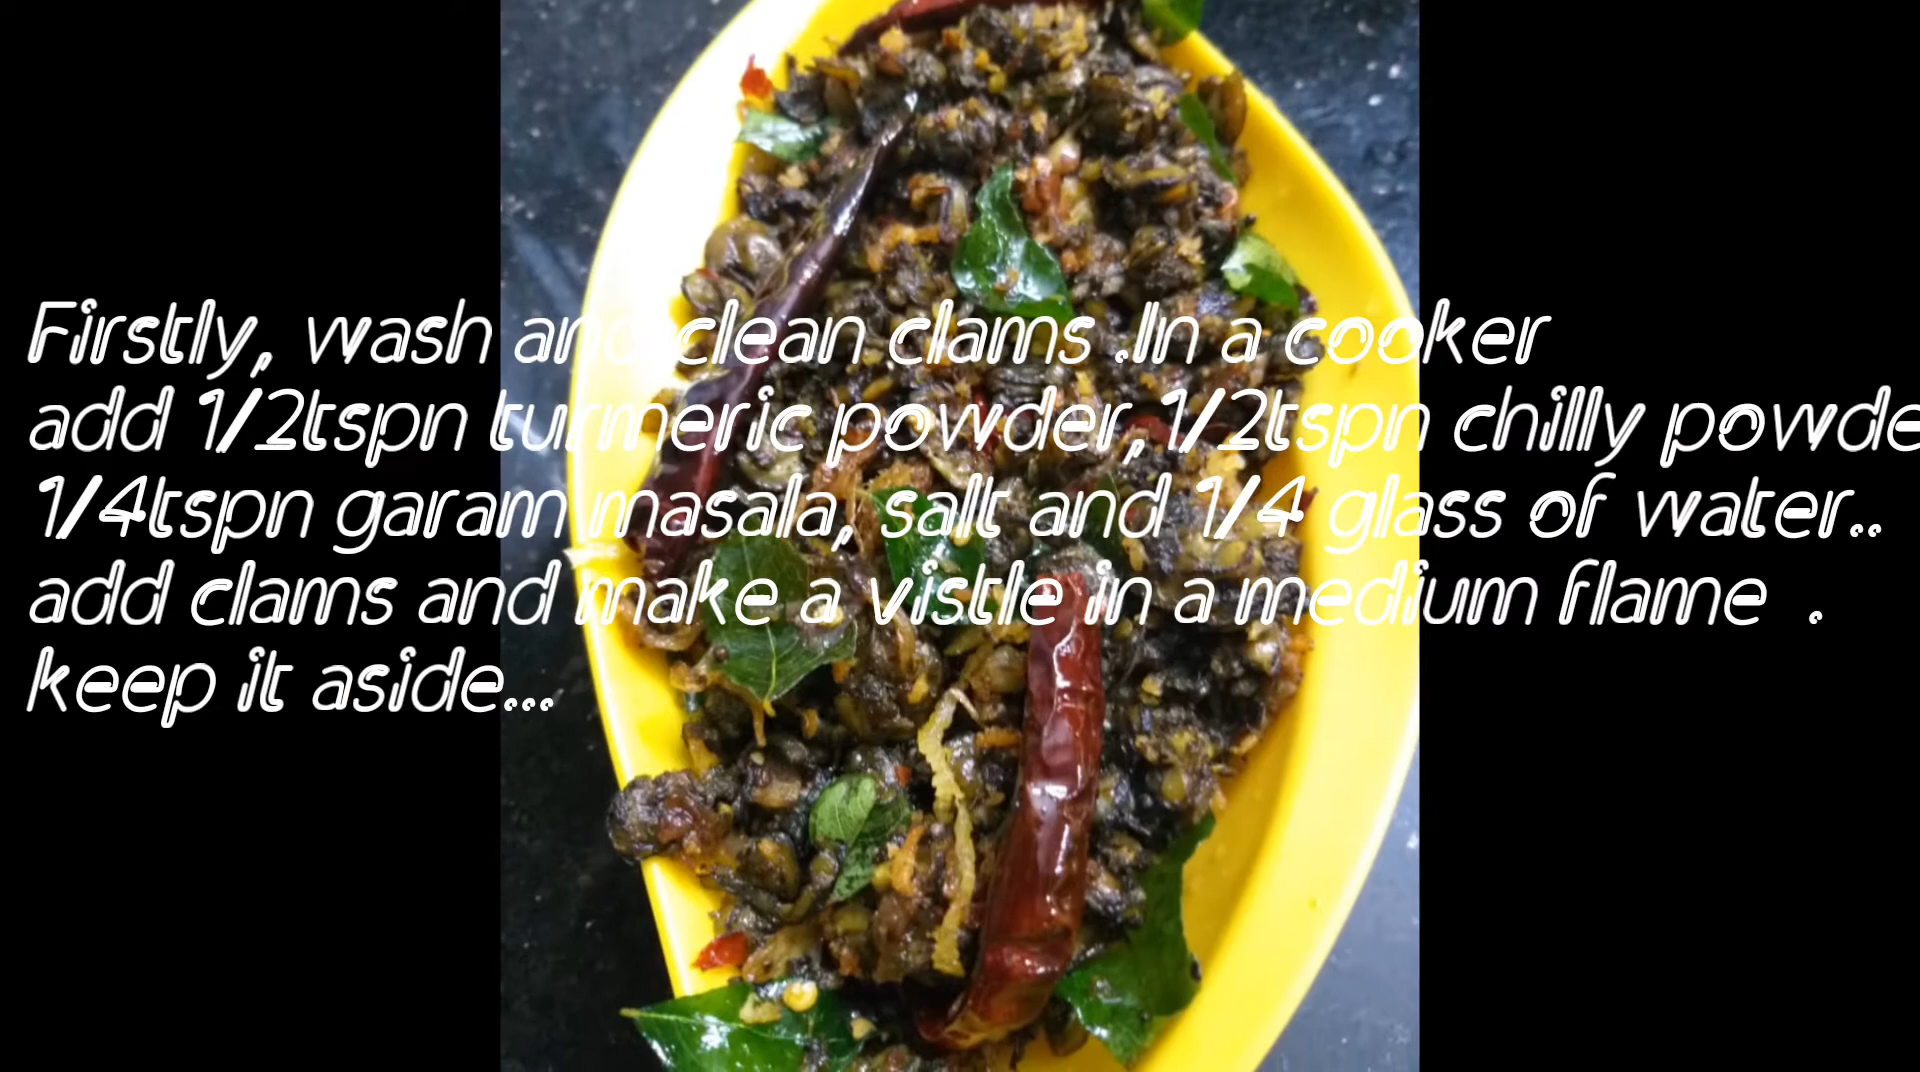 Firstly, wash and clean clams .In a cooker
add 1/2tspn turmeric powder,1/2tspn chilly powde
1/4tspn garam masala, salt and 1/4 glass of water..
add clams and make a vistle in a medium flame .
keep it aside...